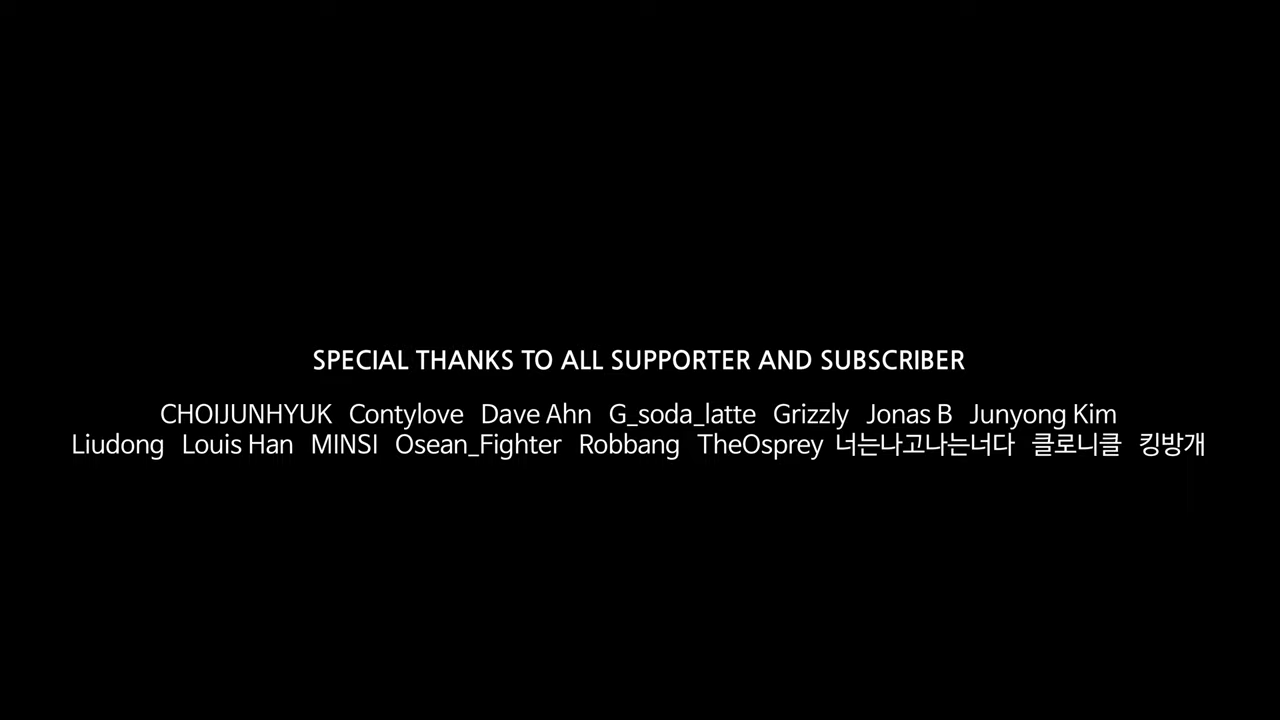 SPECIAL THANKS TO ALL SUPPORTER AND SUBSCRIBER
CHOIJUNHYUK Contylove Dave Ahn G_soda_latte Grizzly Jonas B Junyong Kim
Liudong Louis Han MINSI Osean_Fighter Robbang TheOsprey 너는나고나는너다 클로니클 킹방개